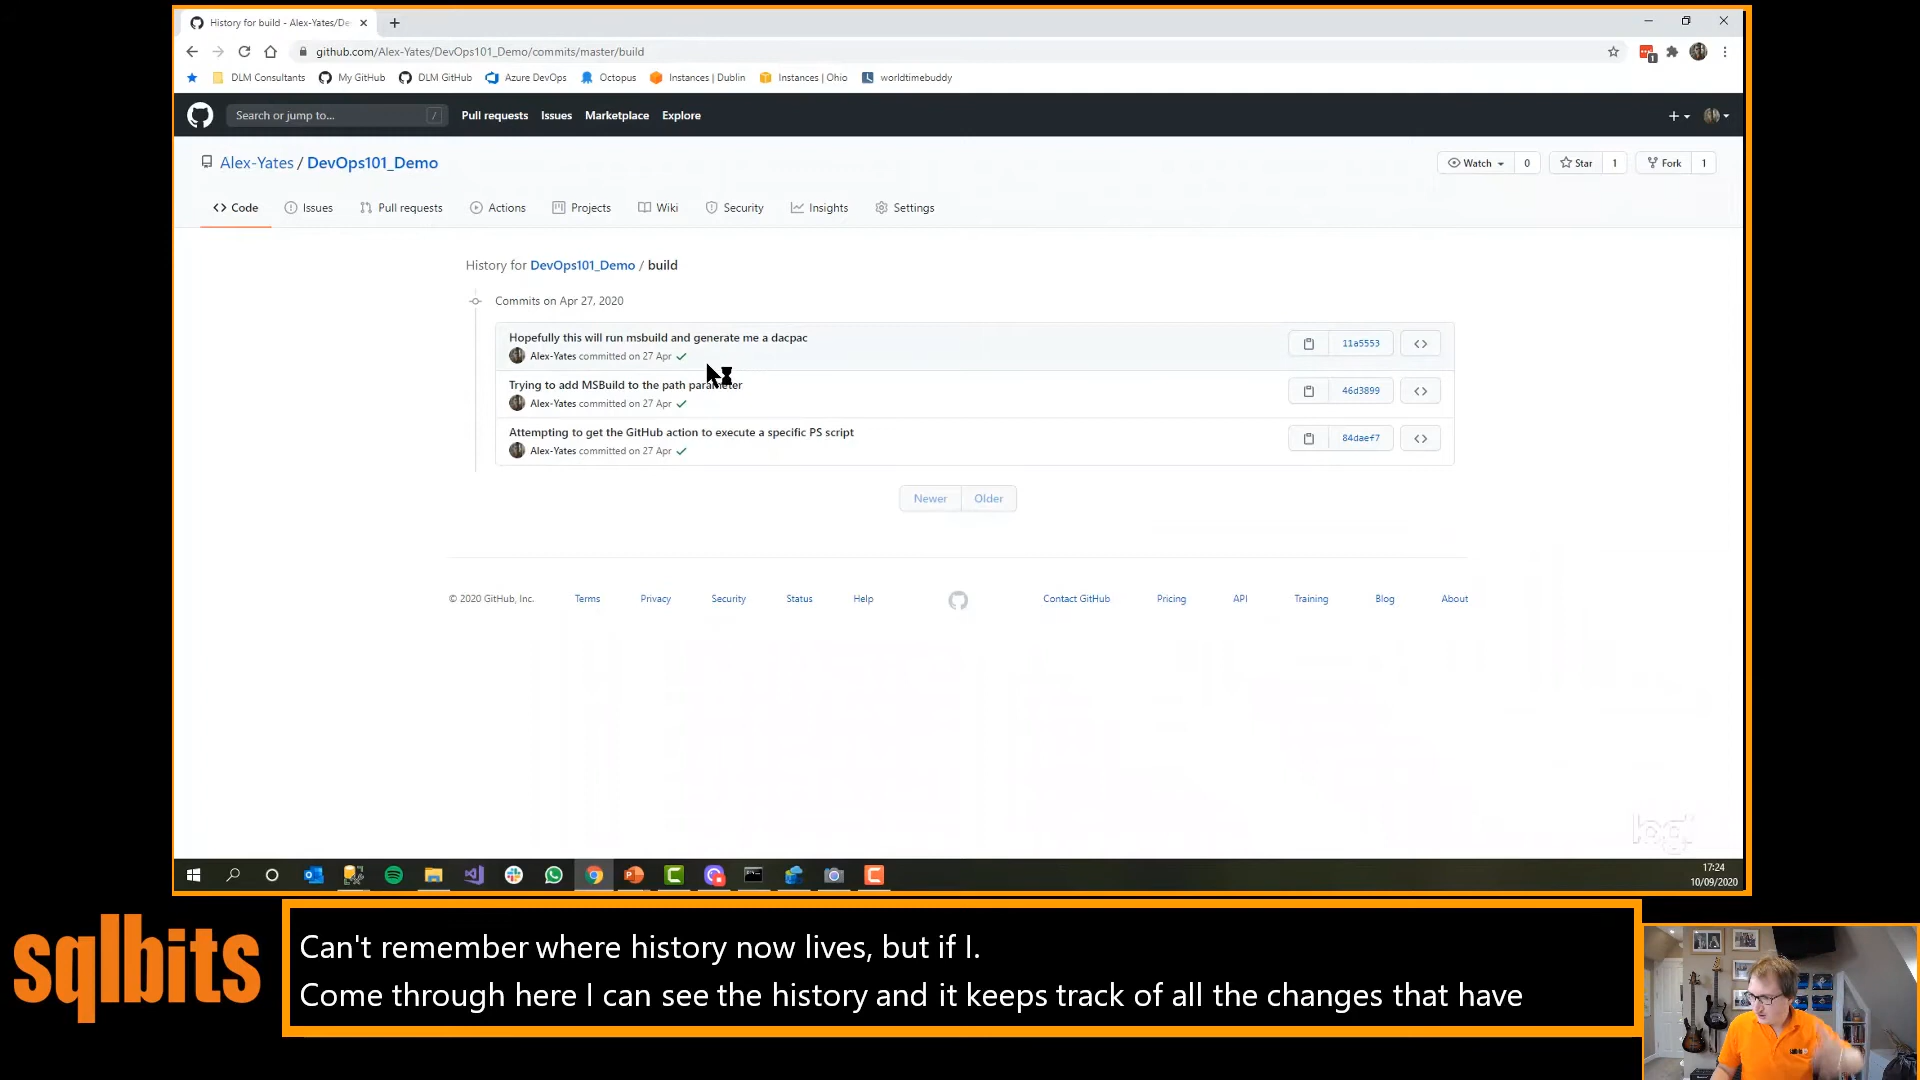 History for build - Alex-Yates/De
github.com/Alex-Yates/DevOps101_Demo/commits/master/build
1
DLM Consultants My GitHub DLM GitHub Azure DevOps Octopus Instances | Dublin Instances | Ohio worldtimebuddy
Search or jump to... / Pull requests Issues Marketplace Explore
Alex-Yates / DevOps101_Demo Watch 0 Star 1 Fork 1
Code Issues Pull requests Actions Projects Wiki Security Insights Settings
History for DevOps101_Demo / build
Commits on Apr 27, 2020
Hopefully this will run msbuild and generate me a dacpac
Alex-Yates committed on 27 Apr
11a5553
Trying to add MSBuild to the path parameter
Alex-Yates committed on 27 Apr
46d3899
Attempting to get the GitHub action to execute a specific PS script
Alex-Yates committed on 27 Apr
84daef7
Newer Older
© 2020 GitHub, Inc. Terms Privacy Security Status Help Contact GitHub Pricing API Training Blog About
logi
17:24
10/09/2020
sqlbits
Can't remember where history now lives, but if I.
Come through here I can see the history and it keeps track of all the changes that have